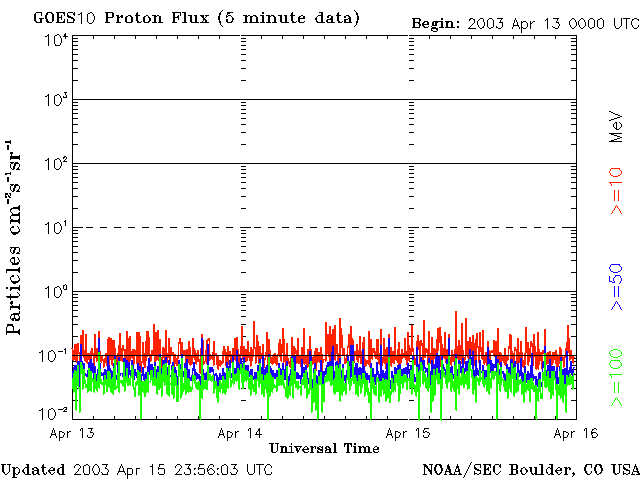 GOES10 Proton Flux (5 minute data)
Begin: 2003 Apr 13 0000 UTC
10⁴
10³
10²
10¹
10⁰
10⁻¹
10⁻²
Particles cm⁻²s⁻¹sr⁻¹
MeV
>=10
>=50
>=100
Apr 13
Apr 14
Apr 15
Apr 16
Universal Time
Updated 2003 Apr 15 23:56:03 UTC
NOAA/SEC Boulder, CO USA